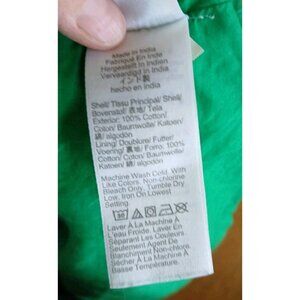 Made in India
Fabriqué En Inde
Hergestellt in Indien
Vervaardigd in India
インド製
hecho en India
Shell/ Tissu Principal/ Shell/
Bovenstof/ 表地/ Tela
Exterior: 100% Cotton/
Coton/ Baumwolle/ Katoen/
綿/ algodón
Lining/ Doublure/ Futter/
Voering/ 裏地/ Forro: 100%
Cotton/ Coton/ Baumwolle/
Katoen/ 綿/ algodón
Machine Wash Cold, With
Like Colors. Non-chlorine
Bleach Only, Tumble Dry
Low, Iron On Lowest
Setting.
30
Laver À La Machine À
L'eau Froide. Laver En
Séparant Les Couleurs.
Seulement Agent De
Blanchiment Sans Chlore.
Sécher À La Machine À
Basse Température.